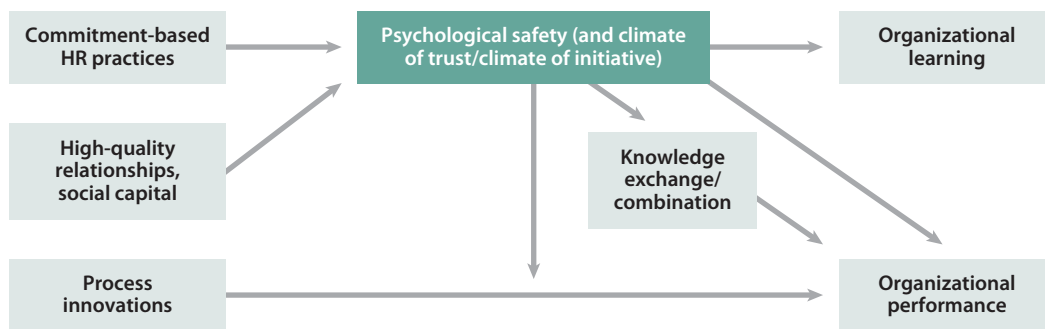 Commitment-based
HR practices
Psychological safety (and climate
of trust/climate of initiative)
Organizational
learning
High-quality
relationships,
social capital
Knowledge
exchange/
combination
Process
innovations
Organizational
performance